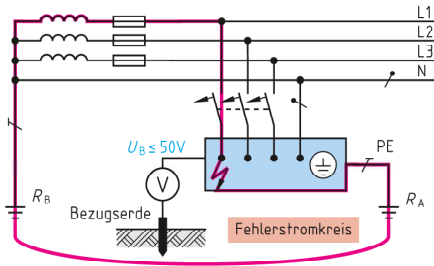 L1
L2
L3
N
U_B ≤ 50V
PE
V
R_B
R_A
Bezugserde
Fehlerstromkreis